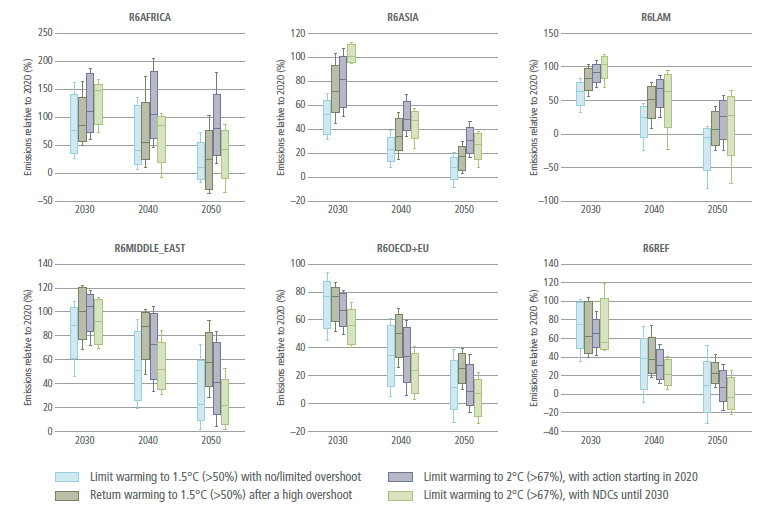 R6AFRICA
R6ASIA
R6LAM
Emissions relative to 2020 (%)
250
200
150
100
50
0
−50
2030 2040 2050
Emissions relative to 2020 (%)
120
100
80
60
40
20
0
−20
2030 2040 2050
Emissions relative to 2020 (%)
150
100
50
0
−50
−100
2030 2040 2050
R6MIDDLE_EAST
R6OECD+EU
R6REF
Emissions relative to 2020 (%)
140
120
100
80
60
40
20
0
2030 2040 2050
Emissions relative to 2020 (%)
100
80
60
40
20
0
−20
2030 2040 2050
Emissions relative to 2020 (%)
140
120
100
80
60
40
20
0
−20
−40
2030 2040 2050
Limit warming to 1.5°C (>50%) with no/limited overshoot
Return warming to 1.5°C (>50%) after a high overshoot
Limit warming to 2°C (>67%), with action starting in 2020
Limit warming to 2°C (>67%), with NDCs until 2030